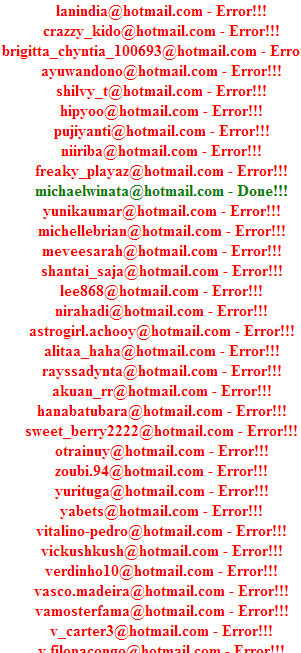 lanindia@hotmail.com - Error!!!
crazzy_kido@hotmail.com - Error!!!
brigitta_chyntia_100693@hotmail.com - Erro
ayuwandono@hotmail.com - Error!!!
shilvy_t@hotmail.com - Error!!!
hipyoo@hotmail.com - Error!!!
pujiyanti@hotmail.com - Error!!!
niiriba@hotmail.com - Error!!!
freaky_playaz@hotmail.com - Error!!!
michaelwinata@hotmail.com - Done!!!
yunikaumar@hotmail.com - Error!!!
michellebrian@hotmail.com - Error!!!
meveesarah@hotmail.com - Error!!!
shantai_saja@hotmail.com - Error!!!
lee868@hotmail.com - Error!!!
nirahadi@hotmail.com - Error!!!
astrogirl.achooy@hotmail.com - Error!!!
alitaa_haha@hotmail.com - Error!!!
rayssadynta@hotmail.com - Error!!!
akuan_rr@hotmail.com - Error!!!
hanabatubara@hotmail.com - Error!!!
sweet_berry2222@hotmail.com - Error!!!
otrainuy@hotmail.com - Error!!!
zoubi.94@hotmail.com - Error!!!
yurituga@hotmail.com - Error!!!
yabets@hotmail.com - Error!!!
vitalino-pedro@hotmail.com - Error!!!
vickushkush@hotmail.com - Error!!!
verdinho10@hotmail.com - Error!!!
vasco.madeira@hotmail.com - Error!!!
vamosterfama@hotmail.com - Error!!!
v_carter3@hotmail.com - Error!!!
v.filonacongo@hotmail.com - Error!!!